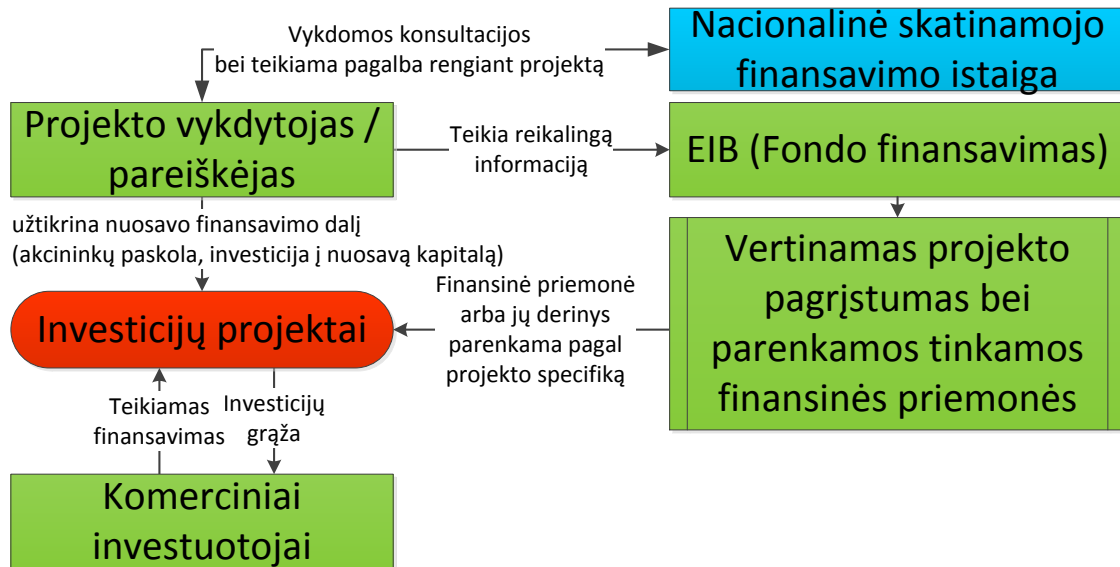 Vykdomos konsultacijos
bei teikiama pagalba rengiant projektą
Nacionalinė skatinamojo
finansavimo istaiga
Projekto vykdytojas /
pareiškėjas
Teikia reikalingą
informaciją
EIB (Fondo finansavimas)
užtikrina nuosavo finansavimo dalį
(akcininkų paskola, investicija į nuosavą kapitalą)
Vertinamas projekto
pagrįstumas bei
parenkamos tinkamos
finansinės priemonės
Finansinė priemonė
arba jų derinys
parenkama pagal
projekto specifiką
Investicijų projektai
Teikiamas
finansavimas
Investicijų
grąža
Komerciniai
investuotojai